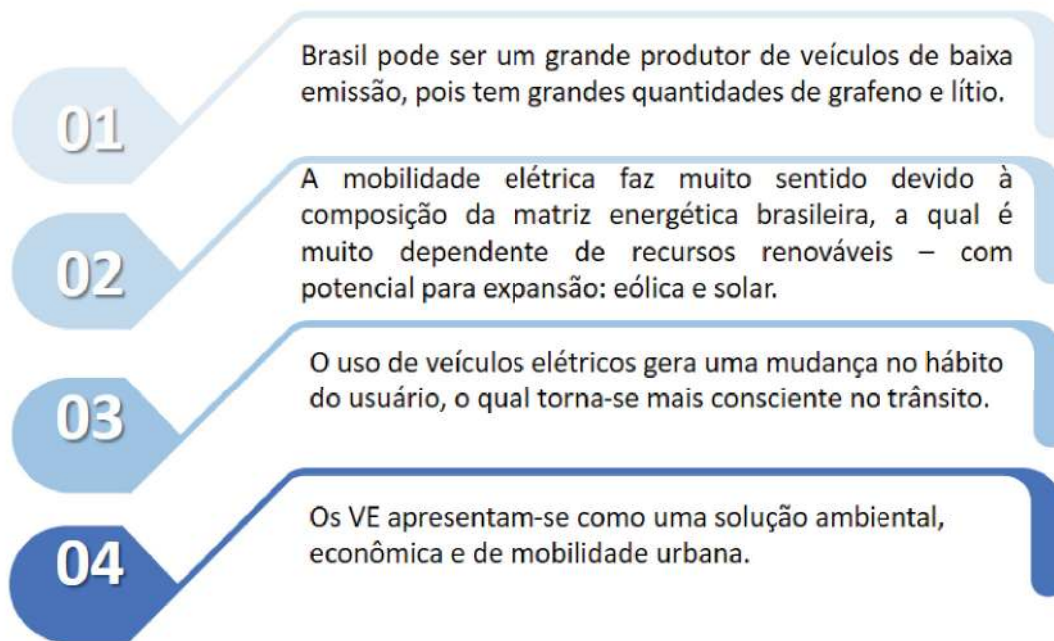 01
Brasil pode ser um grande produtor de veículos de baixa
emissão, pois tem grandes quantidades de grafeno e lítio.
02
A mobilidade elétrica faz muito sentido devido à
composição da matriz energética brasileira, a qual é
muito dependente de recursos renováveis – com
potencial para expansão: eólica e solar.
03
O uso de veículos elétricos gera uma mudança no hábito
do usuário, o qual torna-se mais consciente no trânsito.
04
Os VE apresentam-se como uma solução ambiental,
econômica e de mobilidade urbana.